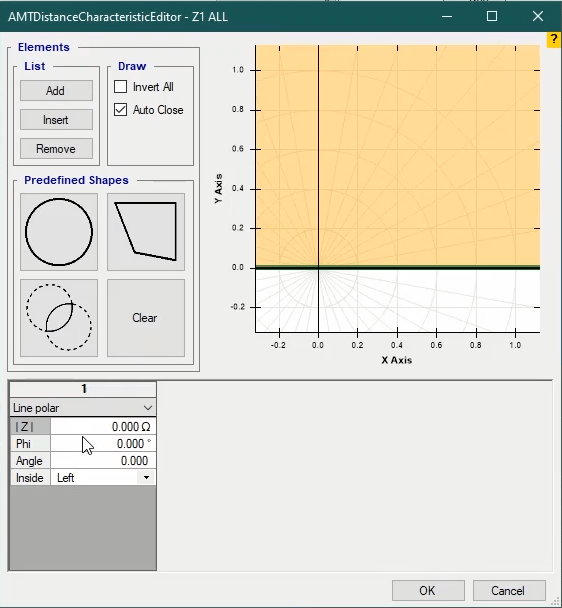 AMTDistanceCharacteristicEditor - Z1 ALL
?
Elements
List
Add
Insert
Remove
Draw
Invert All
Auto Close
Predefined Shapes
Clear
Y Axis
1.0
0.8
0.6
0.4
0.2
0.0
-0.2
-0.2 0.0 0.2 0.4 0.6 0.8 1.0
X Axis
1
Line polar
|Z| 0.000 Ω
Phi 0.000 °
Angle 0.000
Inside Left
OK Cancel